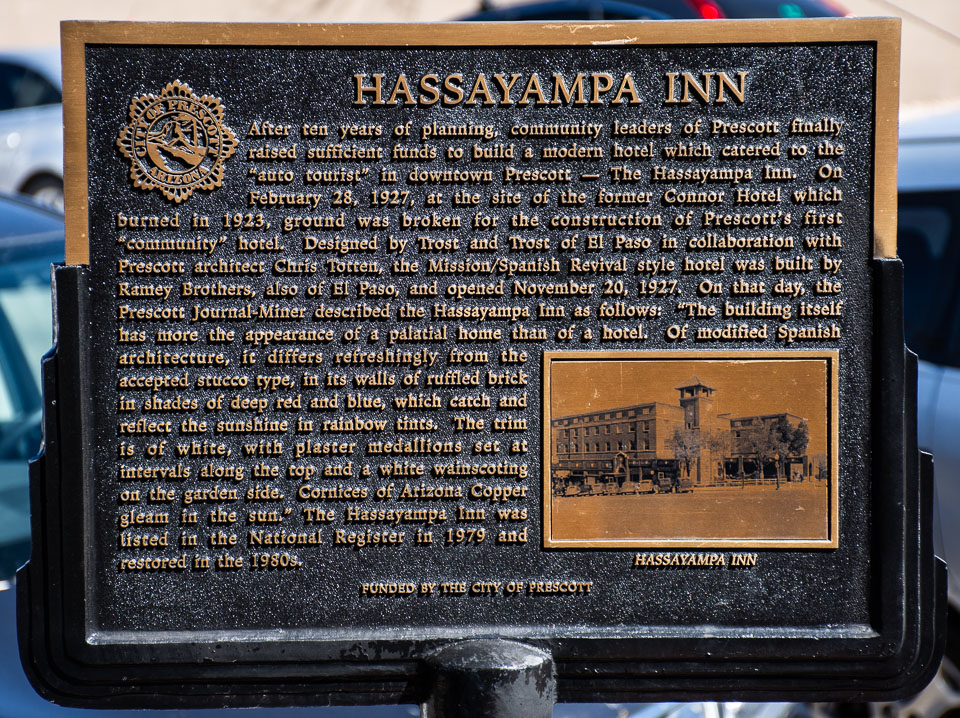 HASSAYAMPA INN
CITY OF PRESCOTT
ARIZONA
After ten years of planning, community leaders of Prescott finally
raised sufficient funds to build a modern hotel which catered to the
"auto tourist" in downtown Prescott — The Hassayampa Inn. On
February 28, 1927, at the site of the former Connor Hotel which
burned in 1923, ground was broken for the construction of Prescott's first
"community" hotel. Designed by Trost and Trost of El Paso in collaboration with
Prescott architect Chris Totten, the Mission/Spanish Revival style hotel was built by
Ramey Brothers, also of El Paso, and opened November 20, 1927. On that day, the
Prescott Journal-Miner described the Hassayampa Inn as follows: "The building itself
has more the appearance of a palatial home than of a hotel. Of modified Spanish
architecture, it differs refreshingly from the
accepted stucco type, in its walls of ruffled brick
in shades of deep red and blue, which catch and
reflect the sunshine in rainbow tints. The trim
is of white, with plaster medallions set at
intervals along the top and a white wainscoting
on the garden side. Cornices of Arizona Copper
gleam in the sun." The Hassayampa Inn was
listed in the National Register in 1979 and
restored in the 1980s.
HASSAYAMPA INN
FUNDED BY THE CITY OF PRESCOTT